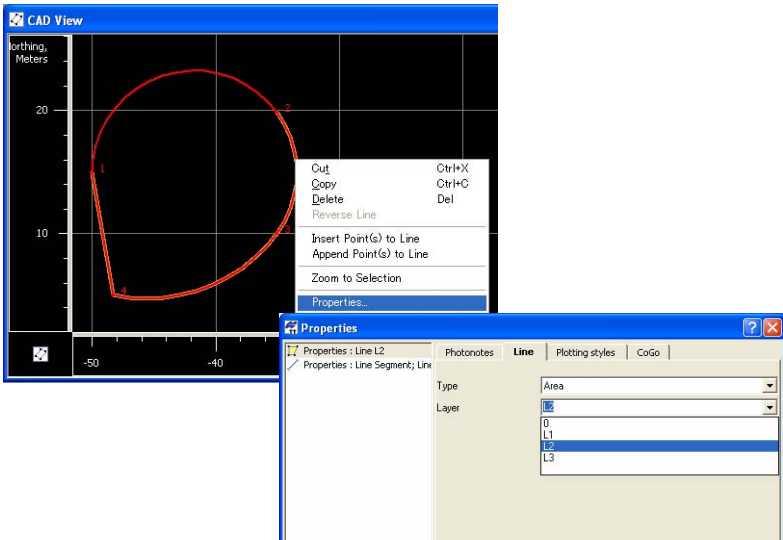 CAD View
orthing,
Meters
20
10
-50
-40
1
2
3
4
Cut Ctrl+X
Copy Ctrl+C
Delete Del
Reverse Line
Insert Point(s) to Line
Append Point(s) to Line
Zoom to Selection
Properties...
Properties
Properties : Line L2
Properties : Line Segment; Line
Photonotes Line Plotting styles CoGo
Type Area
Layer L2
0
L1
L2
L3